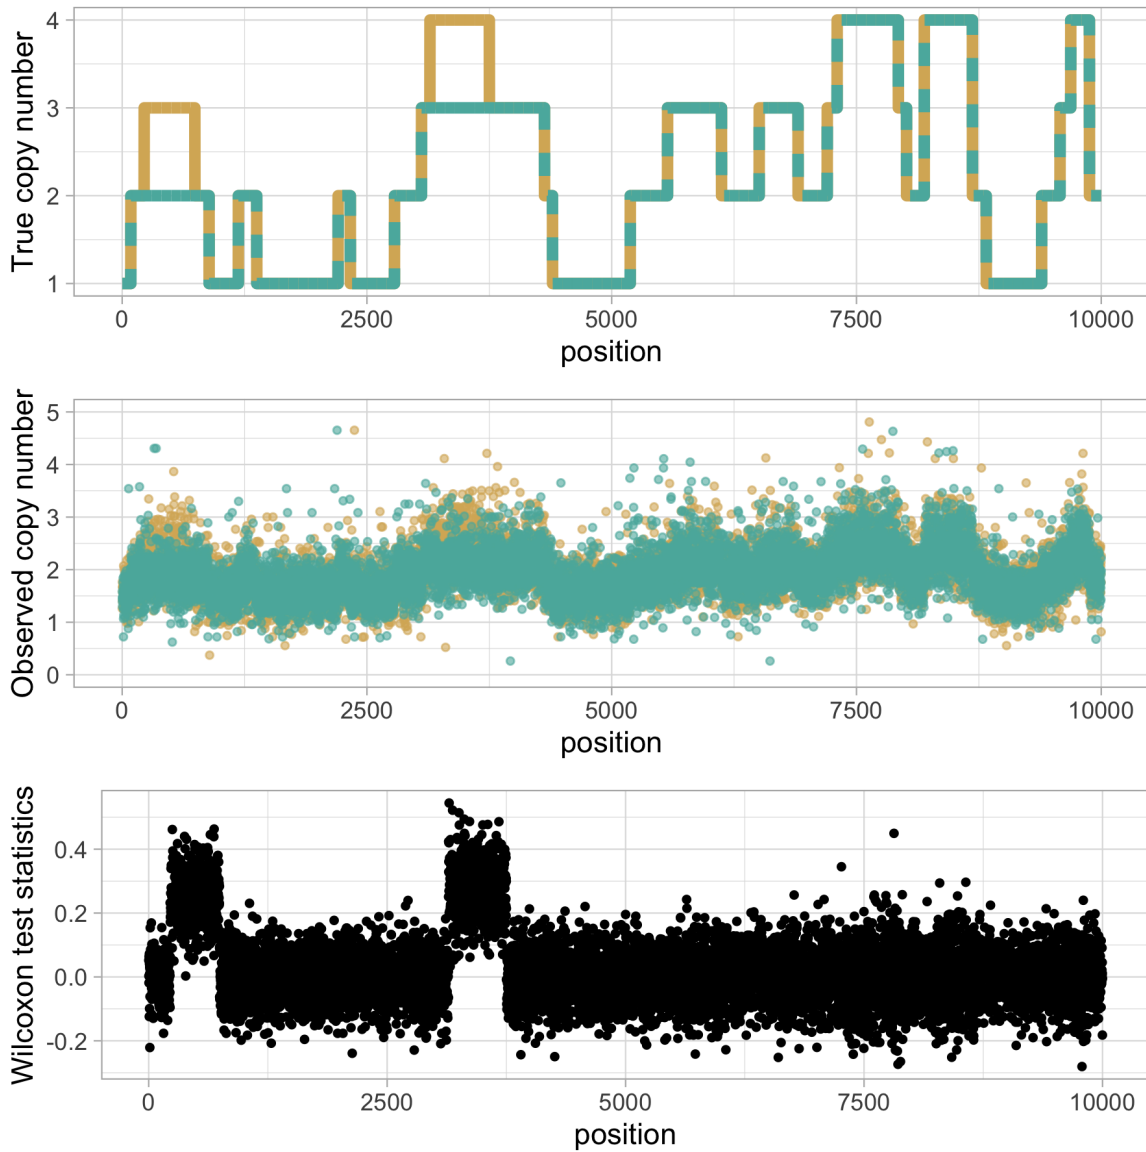 True copy number
4
3
2
1
0 2500 5000 7500 10000
position
Observed copy number
5
4
3
2
1
0
0 2500 5000 7500 10000
position
Wilcoxon test statistics
0.4
0.2
0.0
-0.2
0 2500 5000 7500 10000
position